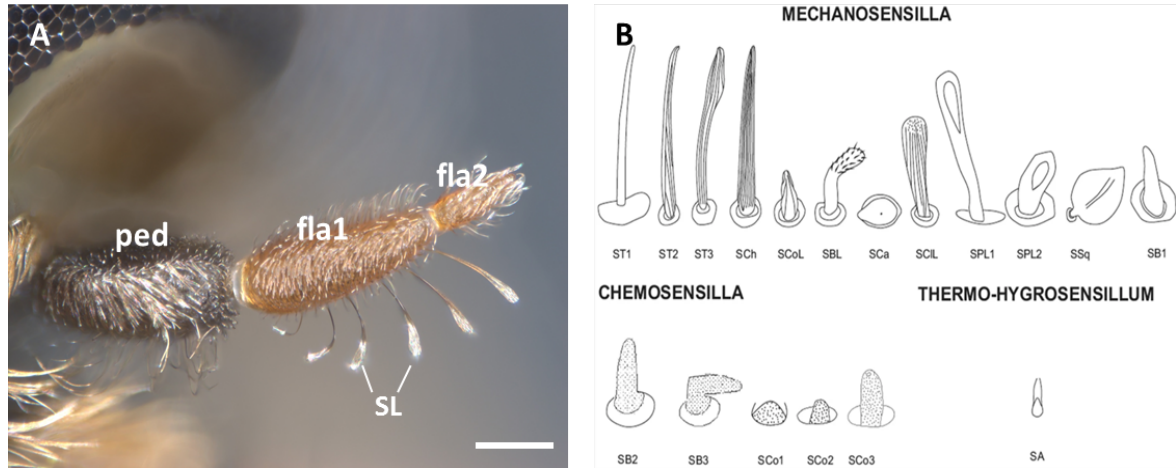 A
ped
fla1
fla2
SL
B
MECHANOSENSILLA
ST1 ST2 ST3 SCh SCoL SBL SCa SCIL SPL1 SPL2 SSq SB1
CHEMOSENSILLA
THERMO-HYGROSENSILLUM
SB2 SB3 SCo1 SCo2 SCo3
SA